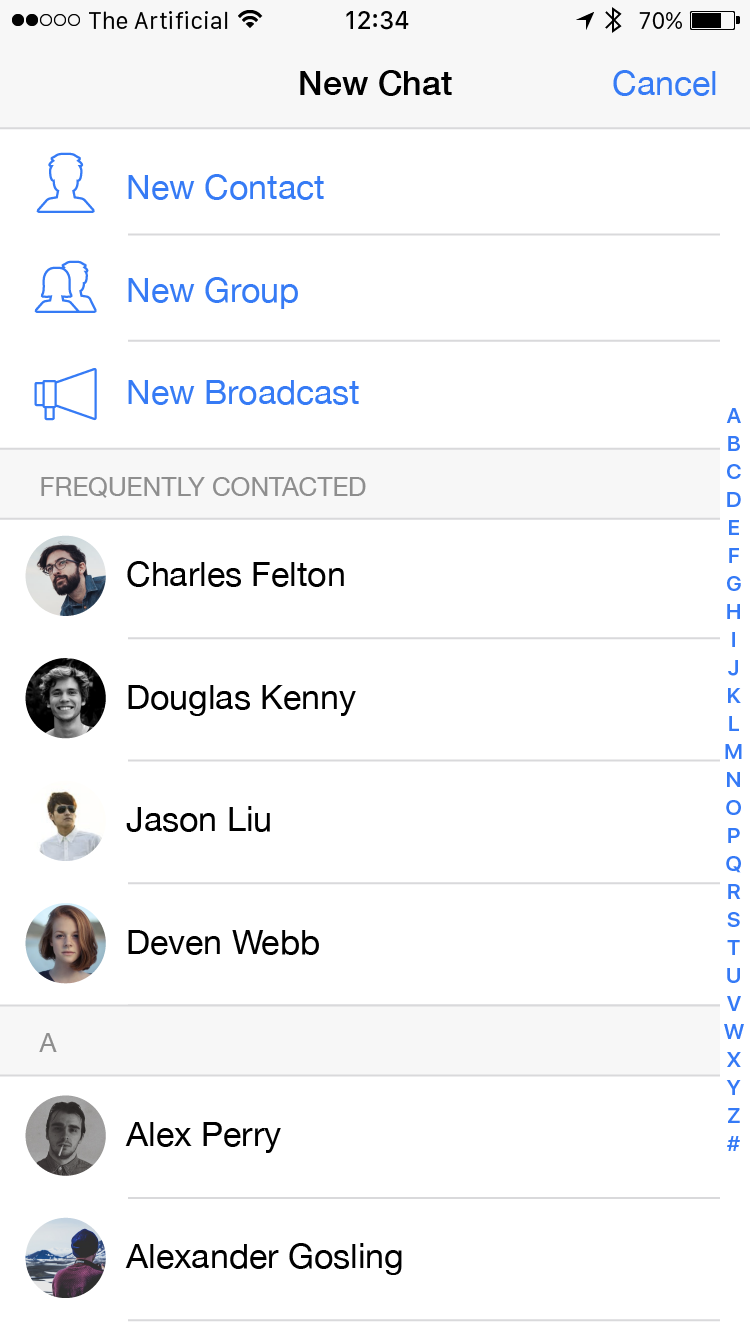 The Artificial 12:34 70%
New Chat Cancel
New Contact
New Group
New Broadcast
FREQUENTLY CONTACTED
Charles Felton
Douglas Kenny
Jason Liu
Deven Webb
A
Alex Perry
Alexander Gosling
A
B
C
D
E
F
G
H
I
J
K
L
M
N
O
P
Q
R
S
T
U
V
W
X
Y
Z
#